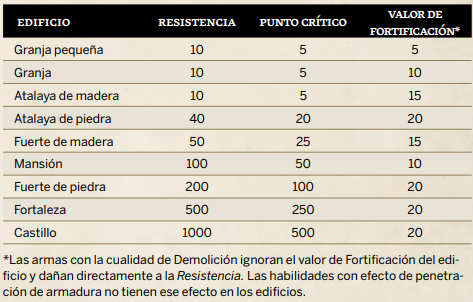 EDIFICIO RESISTENCIA PUNTO CRÍTICO VALOR DE FORTIFICACIÓN*
Granja pequeña 10 5 5
Granja 10 5 10
Atalaya de madera 10 5 15
Atalaya de piedra 40 20 20
Fuerte de madera 50 25 15
Mansión 100 50 10
Fuerte de piedra 200 100 20
Fortaleza 500 250 20
Castillo 1000 500 20
*Las armas con la cualidad de Demolición ignoran el valor de Fortificación del edi-
ficio y dañan directamente a la Resistencia. Las habilidades con efecto de penetra-
ción de armadura no tienen ese efecto en los edificios.